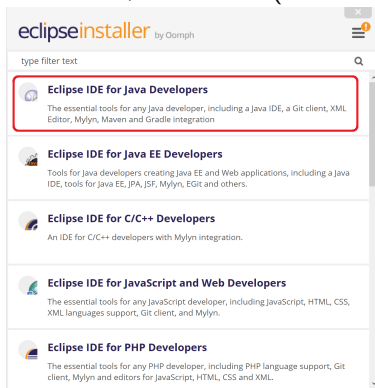 eclipseinstaller by Oomph
type filter text
Eclipse IDE for Java Developers
The essential tools for any Java developer, including a Java IDE, a Git client, XML
Editor, Mylyn, Maven and Gradle integration
Eclipse IDE for Java EE Developers
Tools for Java developers creating Java EE and Web applications, including a Java
IDE, tools for Java EE, JPA, JSF, Mylyn, EGit and others.
Eclipse IDE for C/C++ Developers
An IDE for C/C++ developers with Mylyn integration.
Eclipse IDE for JavaScript and Web Developers
The essential tools for any JavaScript developer, including JavaScript, HTML, CSS,
XML languages support, Git client, and Mylyn.
Eclipse IDE for PHP Developers
The essential tools for any PHP developer, including PHP language support, Git
client, Mylyn and editors for JavaScript, HTML, CSS and XML.